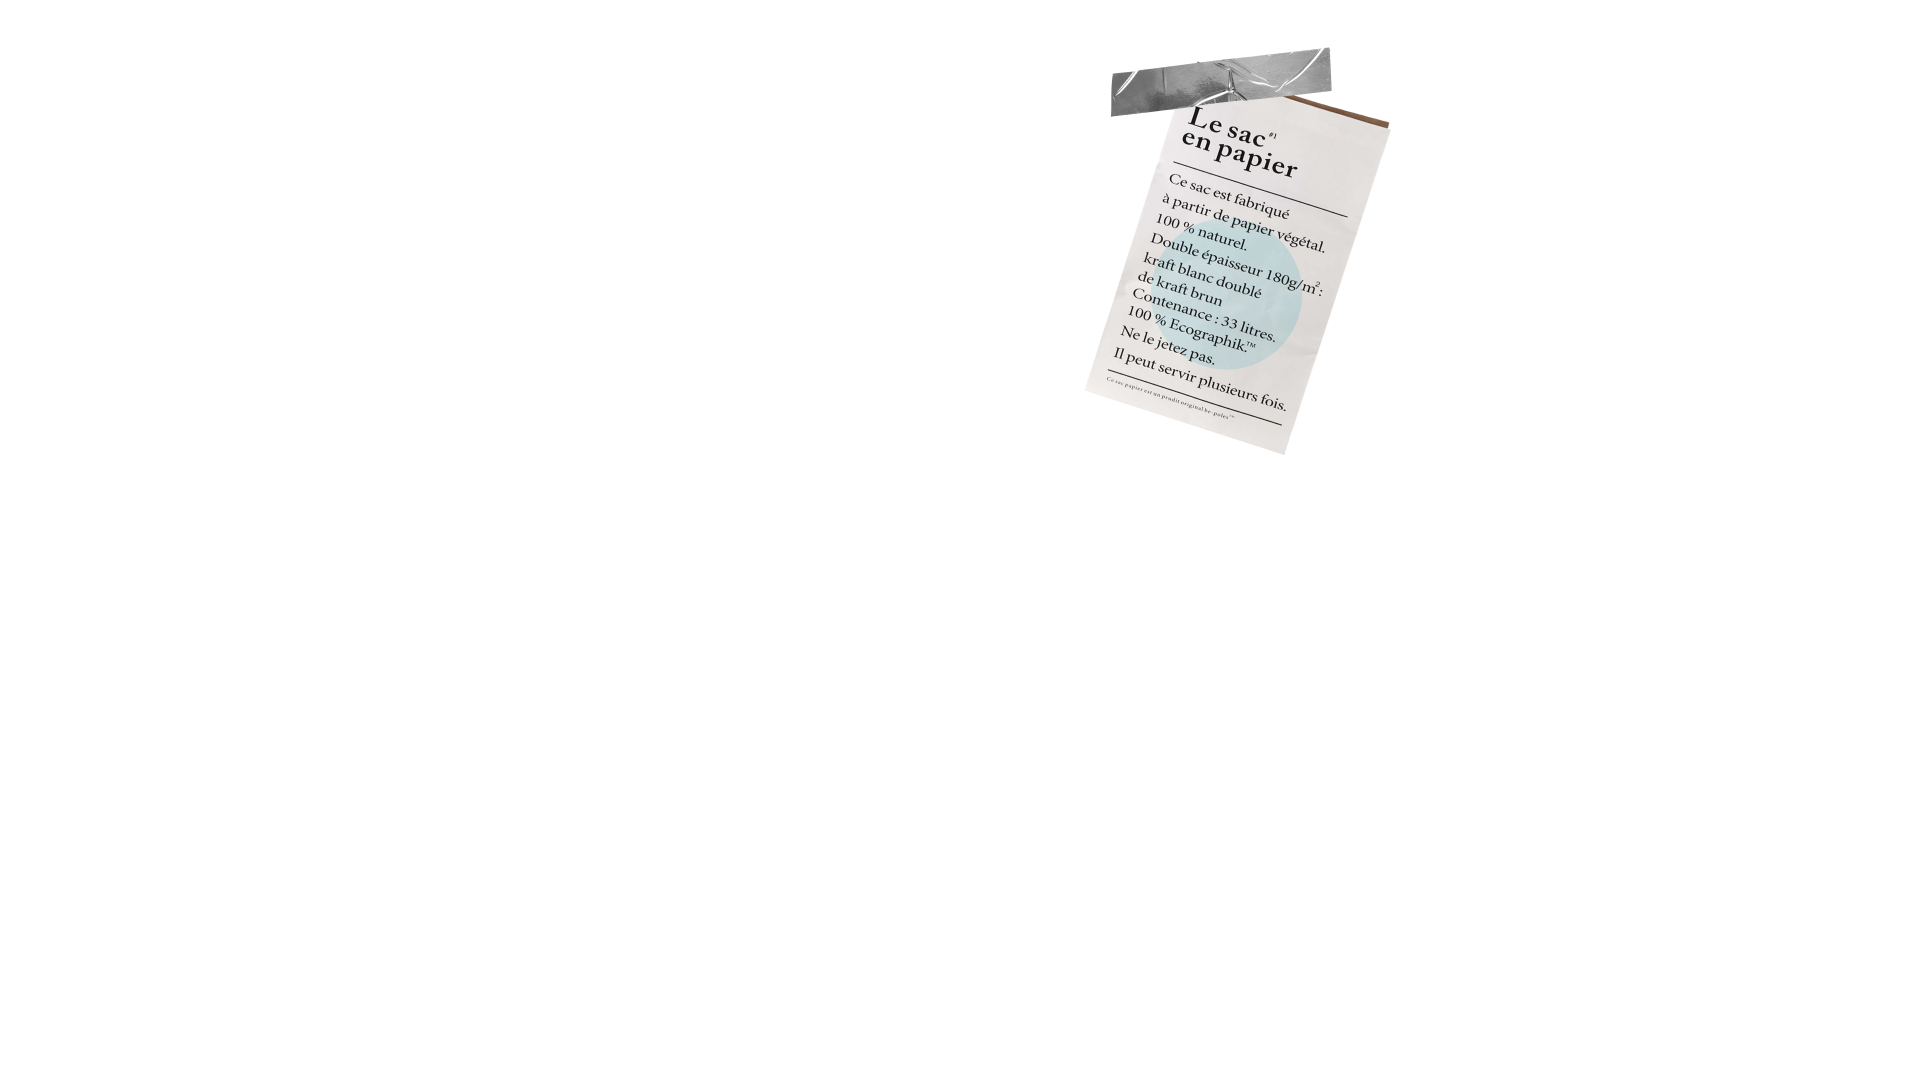 Le sac #1
en papier
Ce sac est fabriqué
à partir de papier végétal.
100 % naturel.
Double épaisseur 180g/m²:
kraft blanc doublé
de kraft brun
Contenance : 33 litres.
100 % Ecographik.™
Ne le jetez pas.
Il peut servir plusieurs fois.
Ce sac papier est un prudit original be-poles™